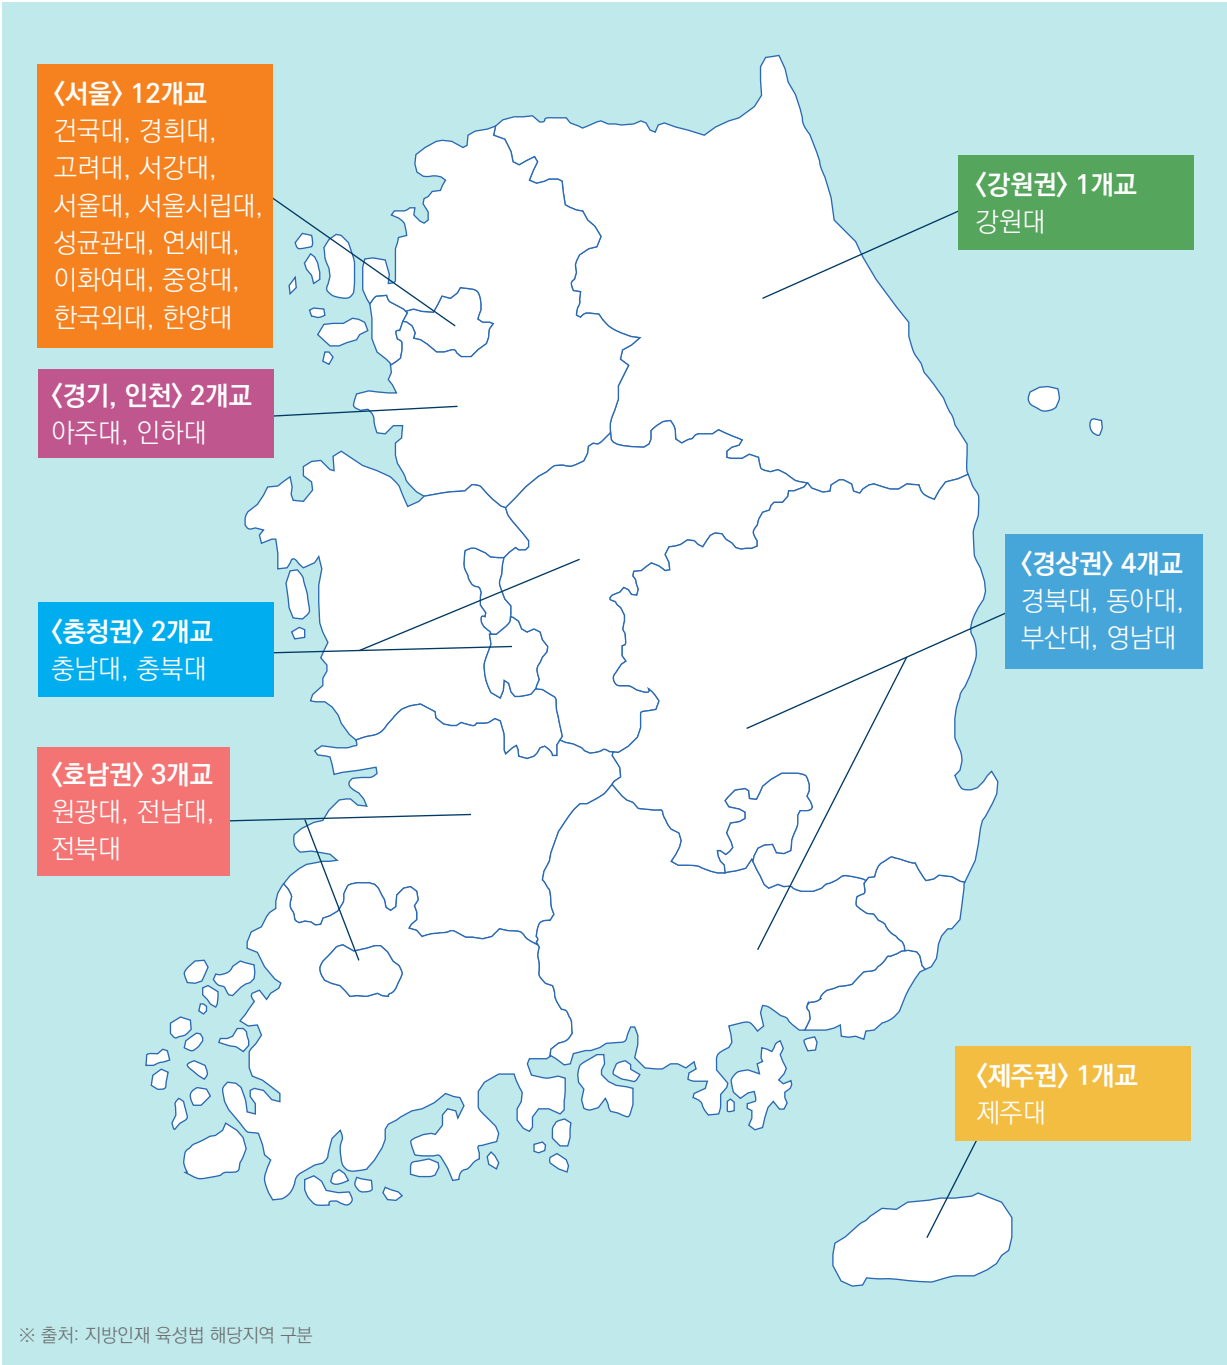 〈서울〉 12개교
건국대, 경희대,
고려대, 서강대,
서울대, 서울시립대,
성균관대, 연세대,
이화여대, 중앙대,
한국외대, 한양대
〈경기, 인천〉 2개교
아주대, 인하대
〈충청권〉 2개교
충남대, 충북대
〈호남권〉 3개교
원광대, 전남대,
전북대
〈강원권〉 1개교
강원대
〈경상권〉 4개교
경북대, 동아대,
부산대, 영남대
〈제주권〉 1개교
제주대
※ 출처: 지방인재 육성법 해당지역 구분